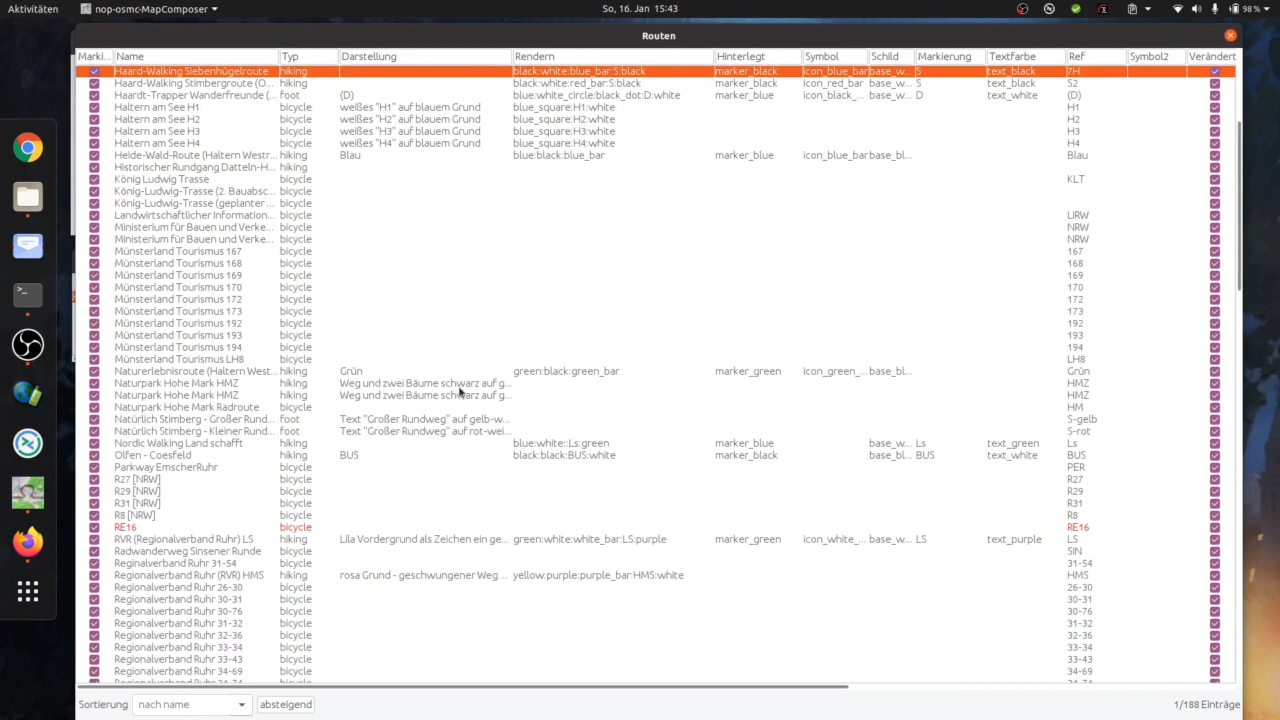 Aktivitäten nop-osmc-MapComposer So, 16. Jan 15:43 98 %
Routen
Marki... Name Typ Darstellung Rendern Hinterlegt Symbol Schild Markierung Textfarbe Ref Symbol2 Verändert
Haard-Walking Siebenhügelroute hiking black:white:blue_bar:S:black marker_black icon_blue_bar base_w... S text_black 7H
Haard-Walking Stimbergroute (O... hiking black:white:red_bar:S:black marker_black icon_red_bar base_w... S text_black S2
Haardt-Trapper Wanderfreunde (... foot (D) blue:white_circle:black_dot:D:white marker_blue icon_black_... base_w... D text_white (D)
Haltern am See H1 bicycle weißes "H1" auf blauem Grund blue_square:H1:white H1
Haltern am See H2 bicycle weißes "H2" auf blauem Grund blue_square:H2:white H2
Haltern am See H3 bicycle weißes "H3" auf blauem Grund blue_square:H3:white H3
Haltern am See H4 bicycle weißes "H4" auf blauem Grund blue_square:H4:white H4
Heide-Wald-Route (Haltern Westr... hiking Blau blue:black:blue_bar marker_blue icon_blue_bar base_bl... Blau
Historischer Rundgang Datteln-H... hiking
König Ludwig Trasse bicycle KLT
König-Ludwig-Trasse (2. Bauabsc... bicycle
König-Ludwig-Trasse (geplanter ... bicycle
Landwirtschaftlicher Information... bicycle LIRW
Ministerium für Bauen und Verke... bicycle NRW
Ministerium für Bauen und Verke... bicycle NRW
Münsterland Tourismus 167 bicycle 167
Münsterland Tourismus 168 bicycle 168
Münsterland Tourismus 169 bicycle 169
Münsterland Tourismus 170 bicycle 170
Münsterland Tourismus 172 bicycle 172
Münsterland Tourismus 173 bicycle 173
Münsterland Tourismus 192 bicycle 192
Münsterland Tourismus 193 bicycle 193
Münsterland Tourismus 194 bicycle 194
Münsterland Tourismus LH8 bicycle LH8
Naturerlebnisroute (Haltern West... hiking Grün green:black:green_bar marker_green icon_green_... base_bl... Grün
Naturpark Hohe Mark HMZ hiking Weg und zwei Bäume schwarz auf g... HMZ
Naturpark Hohe Mark HMZ hiking Weg und zwei Bäume schwarz auf g... HMZ
Naturpark Hohe Mark Radroute bicycle HM
Natürlich Stimberg - Großer Rund... foot Text "Großer Rundweg" auf gelb-w... S-gelb
Natürlich Stimberg - Kleiner Rund... foot Text "Großer Rundweg" auf rot-wei... S-rot
Nordic Walking Land schafft hiking blue:white::Ls:green marker_blue base_w... Ls text_green Ls
Olfen - Coesfeld hiking BUS black:black:BUS:white marker_black base_bl... BUS text_white BUS
Parkway EmscherRuhr bicycle PER
R27 [NRW] bicycle R27
R29 [NRW] bicycle R29
R31 [NRW] bicycle R31
R8 [NRW] bicycle R8
RE16 bicycle RE16
RVR (Regionalverband Ruhr) LS hiking Lila Vordergrund als Zeichen ein ge... green:white:white_bar:LS:purple marker_green icon_white_... base_w... LS text_purple LS
Radwanderweg Sinsener Runde bicycle SIN
Reginalverband Ruhr 31-54 bicycle 31-54
Regionalverband Ruhr (RVR) HMS hiking rosa Grund - geschwungener Weg ... yellow:purple:purple_bar:HMS:white HMS
Regionalverband Ruhr 26-30 bicycle 26-30
Regionalverband Ruhr 30-31 bicycle 30-31
Regionalverband Ruhr 30-76 bicycle 30-76
Regionalverband Ruhr 31-32 bicycle 31-32
Regionalverband Ruhr 32-36 bicycle 32-36
Regionalverband Ruhr 33-34 bicycle 33-34
Regionalverband Ruhr 33-43 bicycle 33-43
Regionalverband Ruhr 34-69 bicycle 34-69
Sortierung nach name absteigend 1/188 Einträge